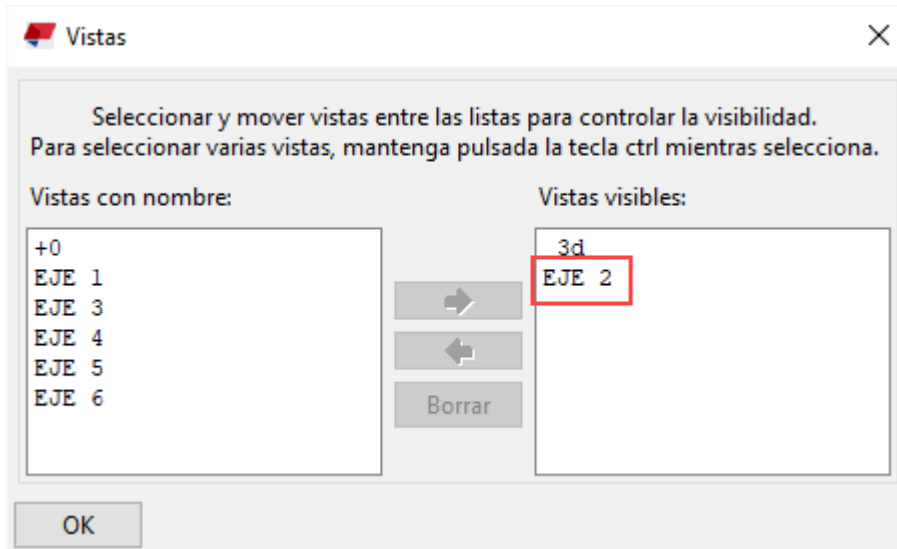 Vistas
Seleccionar y mover vistas entre las listas para controlar la visibilidad.
Para seleccionar varias vistas, mantenga pulsada la tecla ctrl mientras selecciona.
Vistas con nombre:
+0
EJE 1
EJE 3
EJE 4
EJE 5
EJE 6
Borrar
Vistas visibles:
3d
EJE 2
OK